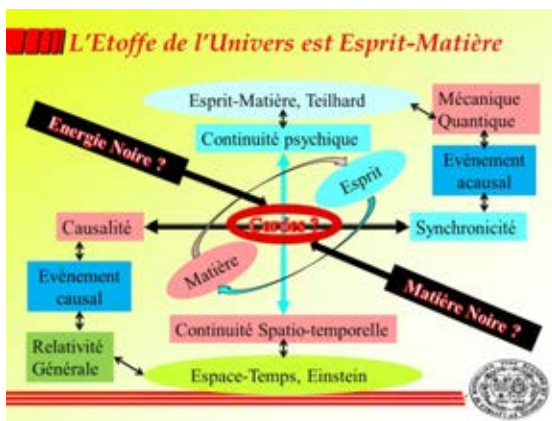 L'Etoffe de l'Univers est Esprit-Matière
Esprit-Matière, Teilhard
Mécanique
Quantique
Energie Noire ?
Continuité psychique
Evènement
acausal
Esprit
Causalité
Synchronicité
Matière
Evènement
causal
Matière Noire ?
Continuité Spatio-temporelle
Relativité
Générale
Espace-Temps, Einstein